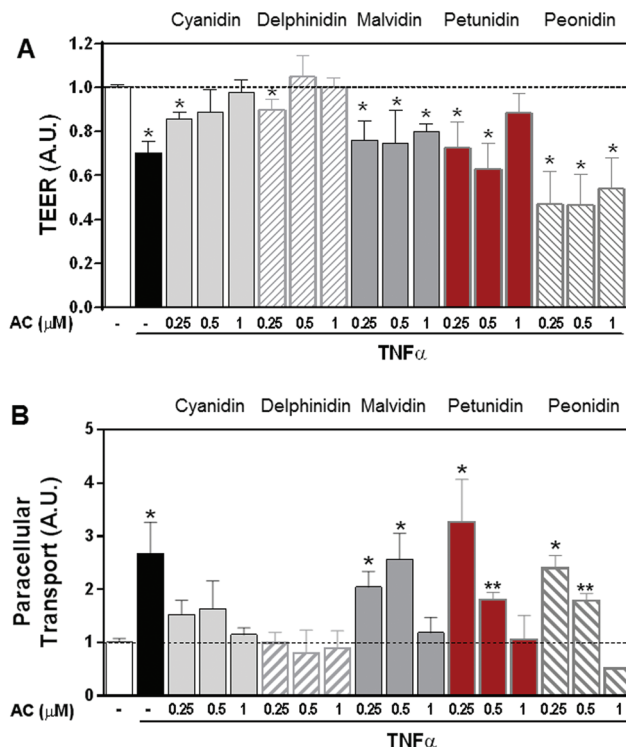 Cyanidin Delphinidin Malvidin Petunidin Peonidin
A
TEER (A.U.)
1.2
1.0
0.8
0.6
0.4
0.2
0.0
* * * * * * * * * * *
AC (μM) - - 0.25 0.5 1 0.25 0.5 1 0.25 0.5 1 0.25 0.5 1 0.25 0.5 1
TNFα
Cyanidin Delphinidin Malvidin Petunidin Peonidin
B
Paracellular
Transport (A.U.)
5
4
3
2
1
0
* * * * ** * **
AC (μM) - - 0.25 0.5 1 0.25 0.5 1 0.25 0.5 1 0.25 0.5 1 0.25 0.5 1
TNFα